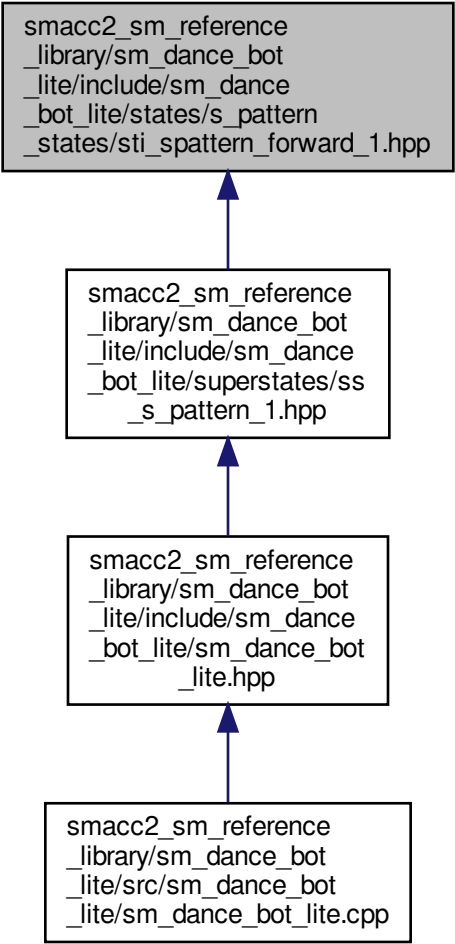 smacc2_sm_reference
_library/sm_dance_bot
_lite/include/sm_dance
_bot_lite/states/s_pattern
_states/sti_spattern_forward_1.hpp
smacc2_sm_reference
_library/sm_dance_bot
_lite/include/sm_dance
_bot_lite/superstates/ss
_s_pattern_1.hpp
smacc2_sm_reference
_library/sm_dance_bot
_lite/include/sm_dance
_bot_lite/sm_dance_bot
_lite.hpp
smacc2_sm_reference
_library/sm_dance_bot
_lite/src/sm_dance_bot
_lite/sm_dance_bot_lite.cpp